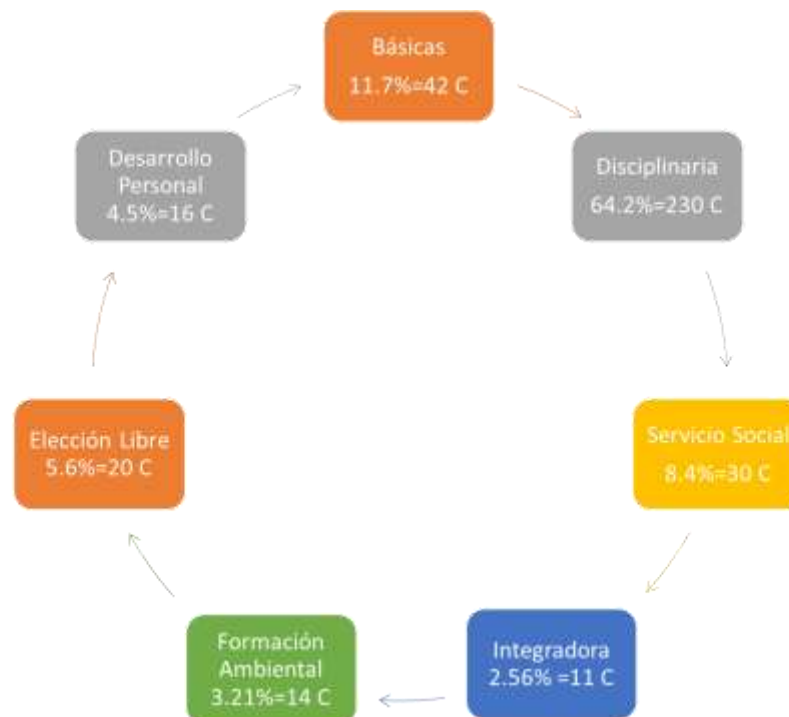 Básicas
11.7%=42 C
Disciplinaria
64.2%=230 C
Servicio Social
8.4%=30 C
Integradora
2.56% =11 C
Formación
Ambiental
3.21%=14 C
Elección Libre
5.6%=20 C
Desarrollo
Personal
4.5%=16 C